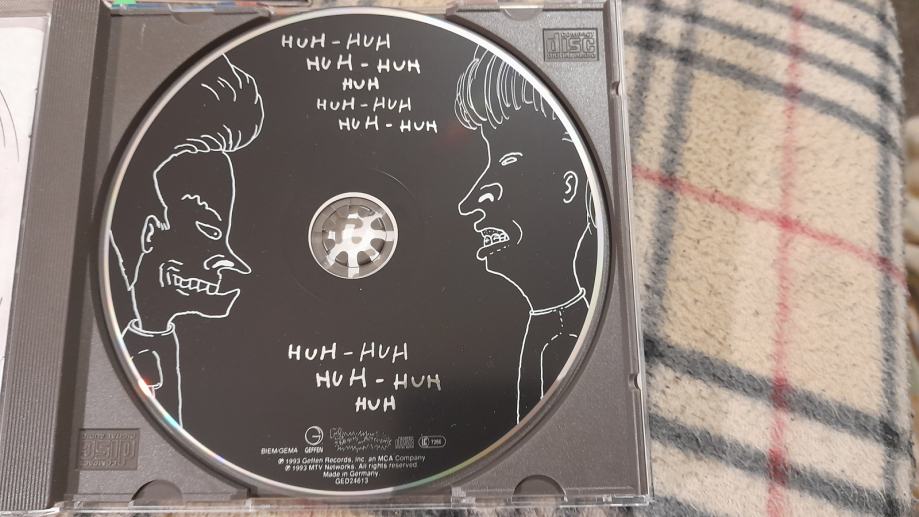 HUH-HUH
HUH-HUH
HUH
HUH-HUH
HUH-HUH
HUH-HUH
HUH-HUH
HUH
BIEM/GEMA
GEFFEN
℗ 1993 Geffen Records, Inc. an MCA Company
℗ 1993 MTV Networks. All rights reserved.
Made in Germany.
GED24613
disc